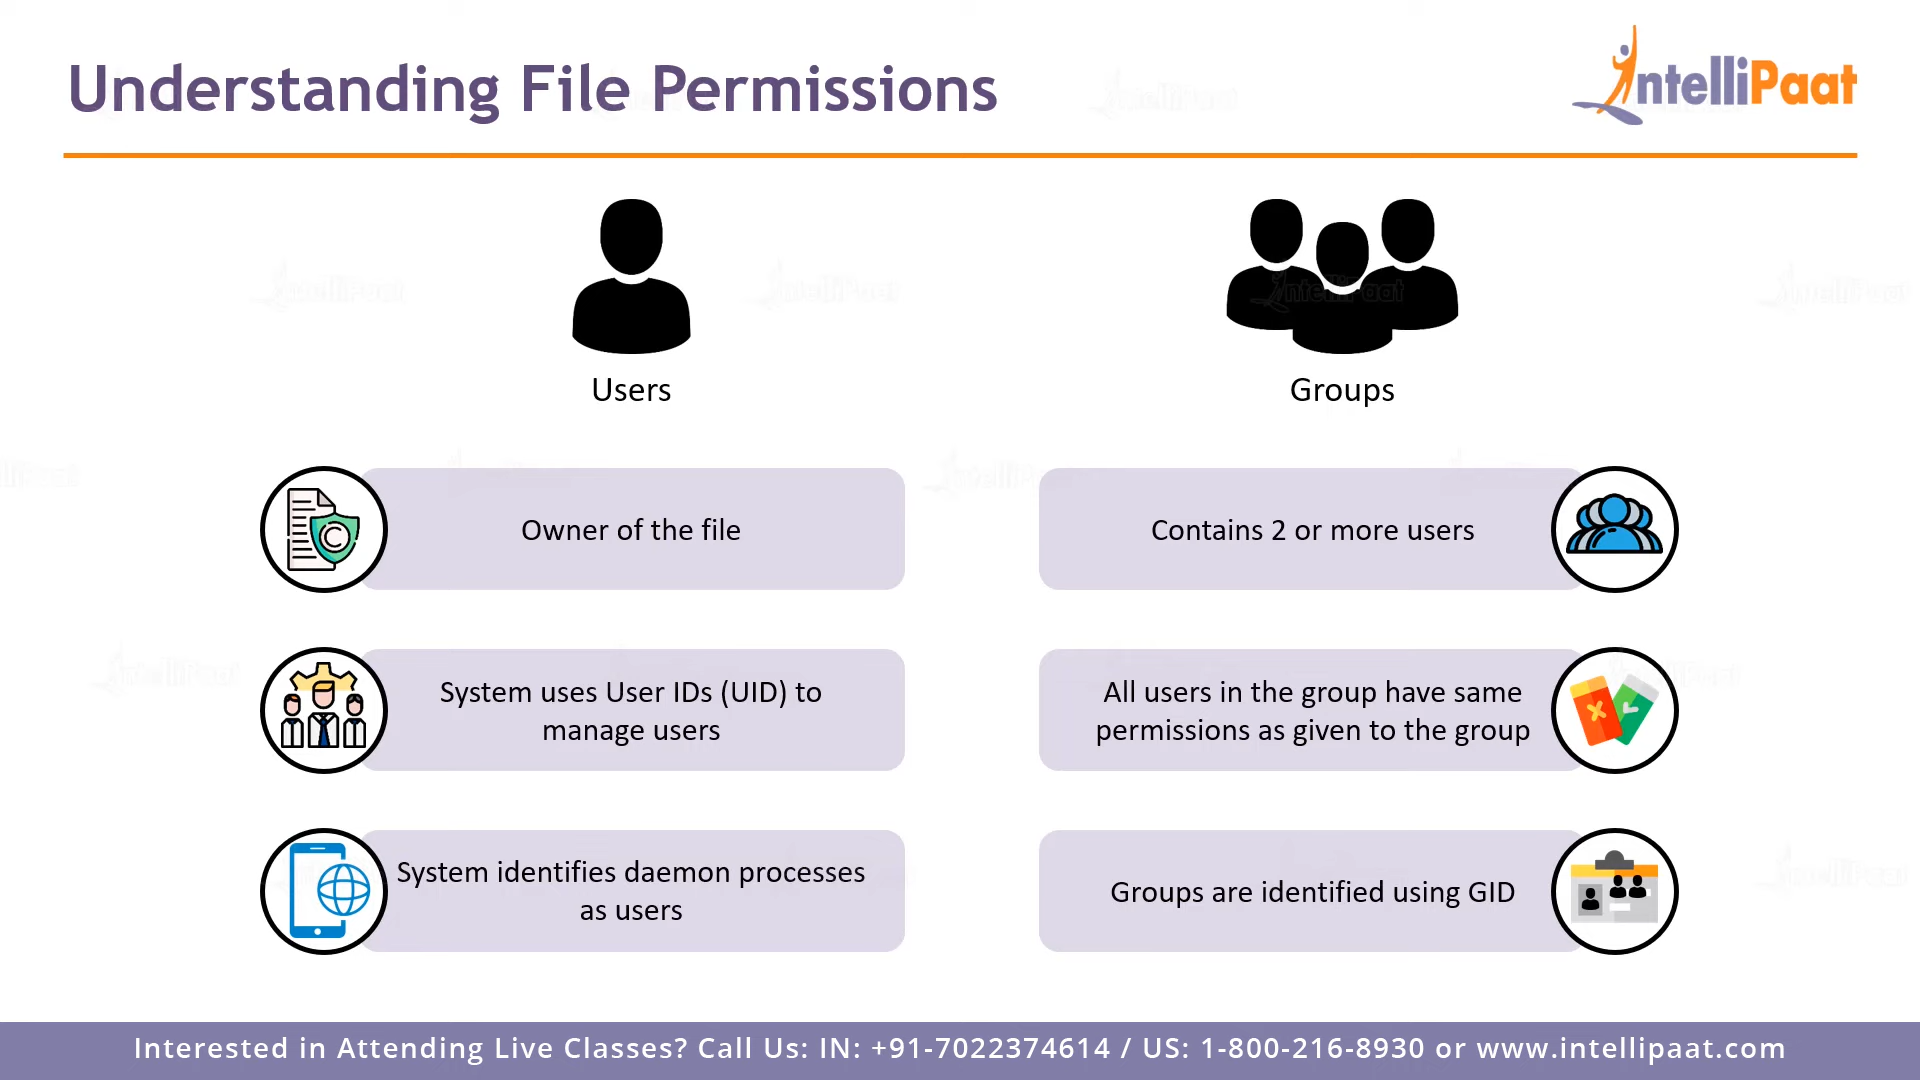 Understanding File Permissions
IntelliPaat
Users
Groups
Owner of the file
Contains 2 or more users
System uses User IDs (UID) to
manage users
All users in the group have same
permissions as given to the group
System identifies daemon processes
as users
Groups are identified using GID
Interested in Attending Live Classes? Call Us: IN: +91-7022374614 / US: 1-800-216-8930 or www.intellipaat.com